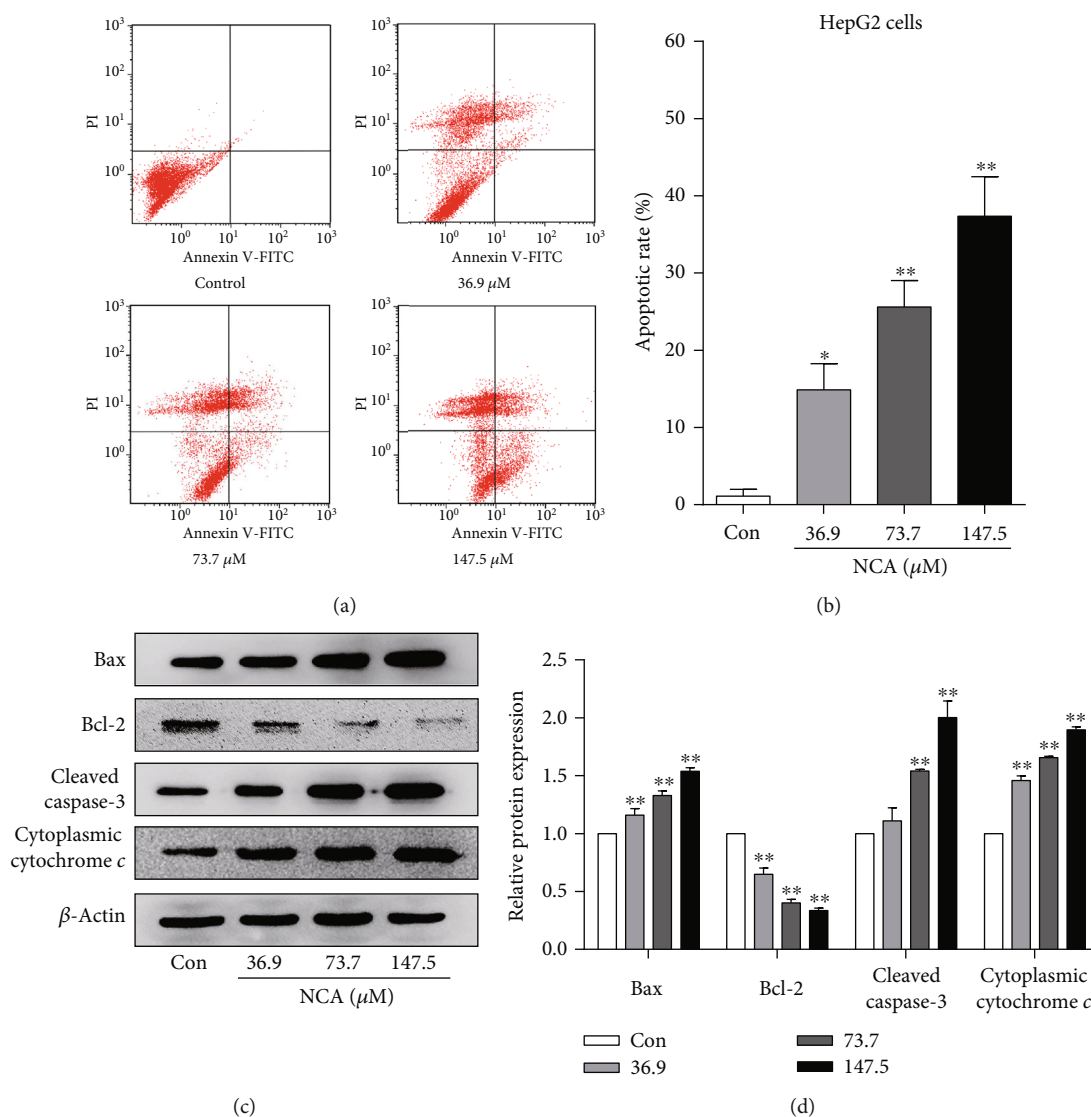 10³
10²
10¹
10⁰
PI
10⁰ 10¹ 10² 10³
Annexin V-FITC
Control
10³
10²
10¹
10⁰
PI
10⁰ 10¹ 10² 10³
Annexin V-FITC
36.9 μM
10³
10²
10¹
10⁰
PI
10⁰ 10¹ 10² 10³
Annexin V-FITC
73.7 μM
10³
10²
10¹
10⁰
PI
10⁰ 10¹ 10² 10³
Annexin V-FITC
147.5 μM
(a)
HepG2 cells
60
50
40
30
20
10
0
Apoptotic rate (%)
*
**
**
Con 36.9 73.7 147.5
NCA (μM)
(b)
Bax
Bcl-2
Cleaved
caspase-3
Cytoplasmic
cytochrome c
β-Actin
Con 36.9 73.7 147.5
NCA (μM)
(c)
2.5
2.0
1.5
1.0
0.5
0.0
Relative protein expression
** ** **
** ** **
** **
** ** **
Bax
Bcl-2
Cleaved
caspase-3
Cytoplasmic
cytochrome c
Con
36.9
73.7
147.5
(d)